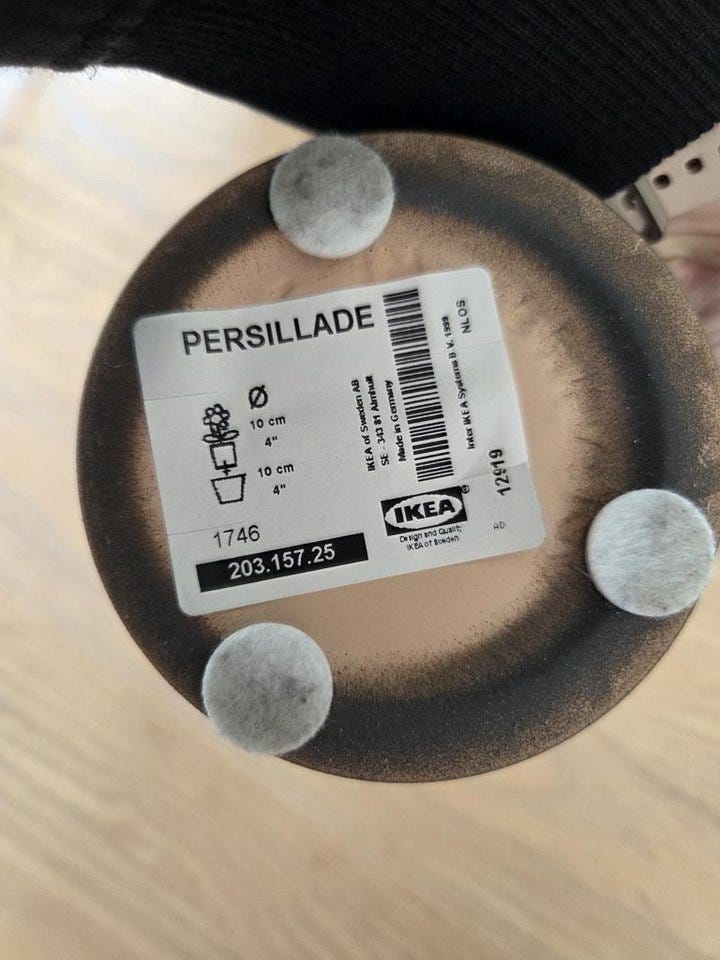 PERSILLADE
Ø
10 cm
4"
10 cm
4"
1746
203.157.25
IKEA of Sweden AB
SE - 343 81 Älmhult
Made in Germany
Inter IKEA Systems B.V. 1999
NLOS
IKEA®
Design and Quality
IKEA of Sweden
12919
AD